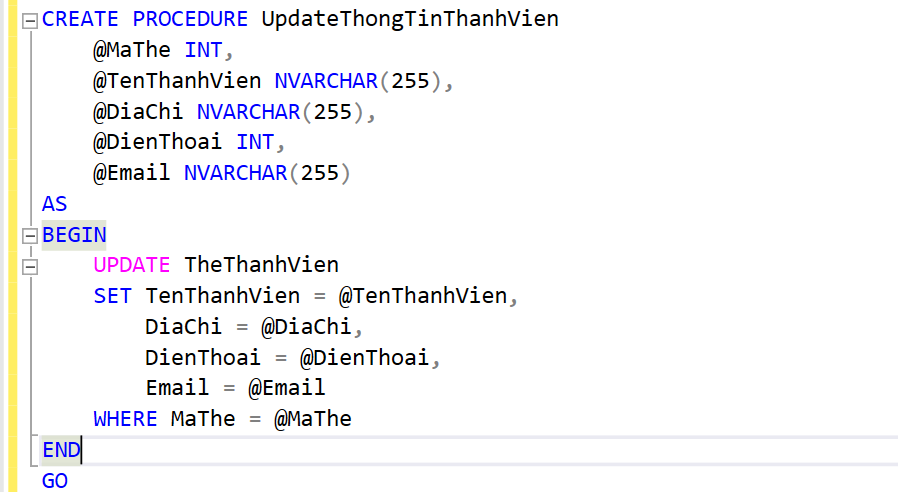 CREATE PROCEDURE UpdateThongTinThanhVien
    @MaThe INT,
    @TenThanhVien NVARCHAR(255),
    @DiaChi NVARCHAR(255),
    @DienThoai INT,
    @Email NVARCHAR(255)
AS
BEGIN
    UPDATE TheThanhVien
    SET TenThanhVien = @TenThanhVien,
        DiaChi = @DiaChi,
        DienThoai = @DienThoai,
        Email = @Email
    WHERE MaThe = @MaThe
END
GO